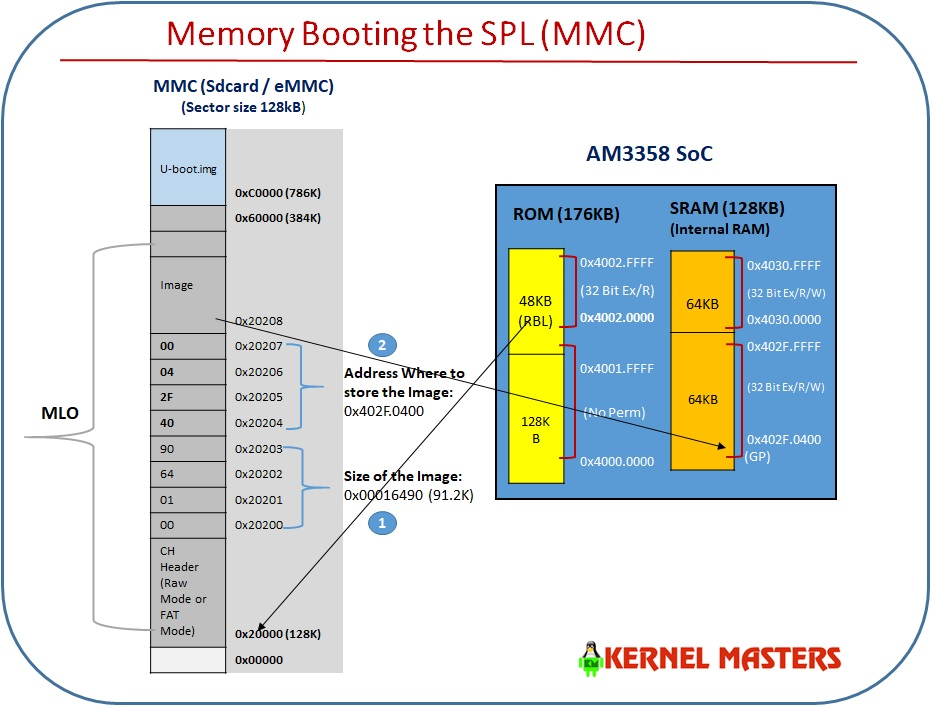 Memory Booting the SPL (MMC)
MMC (Sdcard / eMMC)
(Sector size 128kB)
U-boot.img
0xC0000 (786K)
0x60000 (384K)
Image
0x20208
00
0x20207
04
0x20206
2F
0x20205
40
0x20204
90
0x20203
64
0x20202
01
0x20201
00
0x20200
CH
Header
(Raw
Mode or
FAT
Mode)
0x20000 (128K)
0x00000
MLO
2
Address Where to
store the Image:
0x402F.0400
Size of the Image:
0x00016490 (91.2K)
1
AM3358 SoC
ROM (176KB)
48KB
(RBL)
128K
B
0x4002.FFFF
(32 Bit Ex/R)
0x4002.0000
0x4001.FFFF
(No Perm)
0x4000.0000
SRAM (128KB)
(Internal RAM)
64KB
64KB
0x4030.FFFF
(32 Bit Ex/R/W)
0x4030.0000
0x402F.FFFF
(32 Bit Ex/R/W)
0x402F.0400
(GP)
KM
KERNEL MASTERS